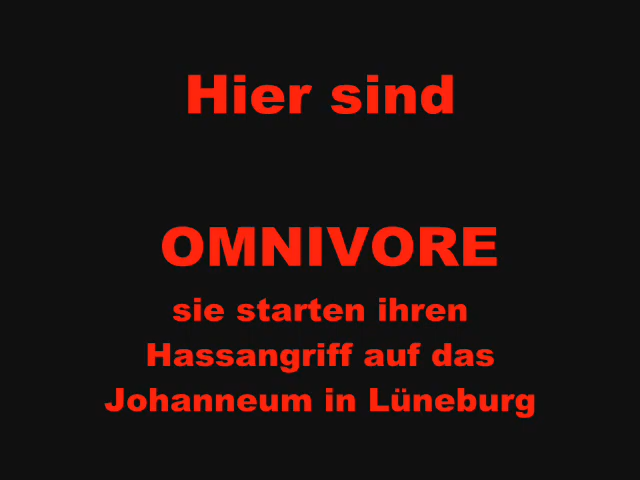 Hier sind
OMNIVORE
sie starten ihren
Hassangriff auf das
Johanneum in Lüneburg